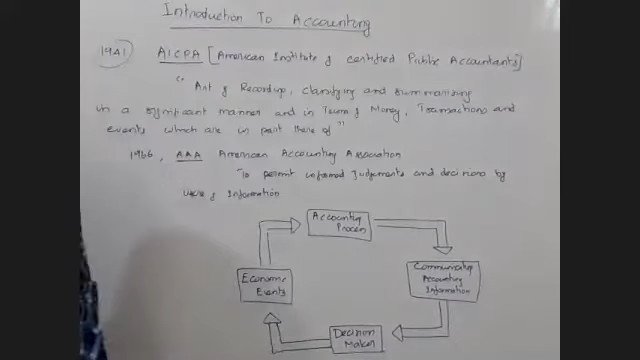 Introduction To Accounting
1941 AICPA [American Institute of Certified Public Accountants]
" Art of Recording, classifying and summarizing
in a significant manner and in Terms of Money, Transactions and
events which are in part there of "
1966, AAA American Accounting Association
To permit informed Judgements and decisions by
users of Information
Accounting
Process
Economic
Events
Communicating
Accounting
Information
Decision
Maker